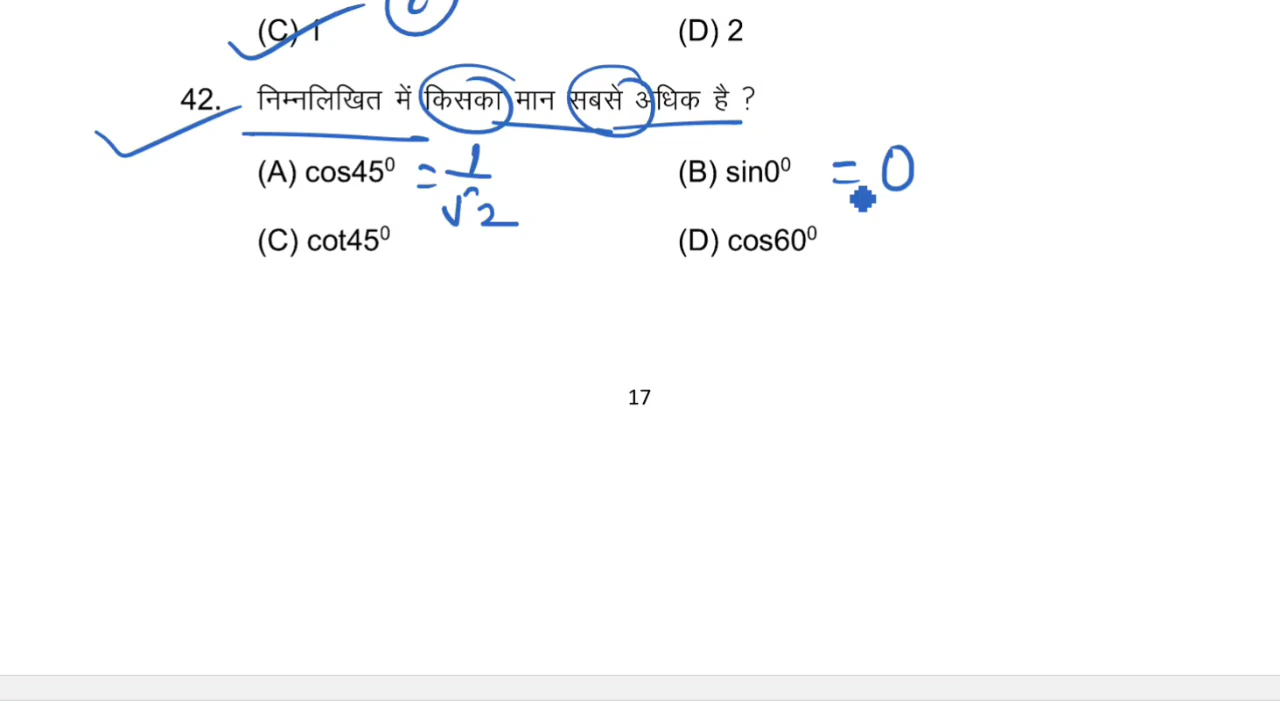 (C) 1 (D) 2
42. निम्नलिखित में किसका मान सबसे अधिक है ?
(A) cos45⁰ = 1/√2 (B) sin0⁰ = 0
(C) cot45⁰ (D) cos60⁰
17